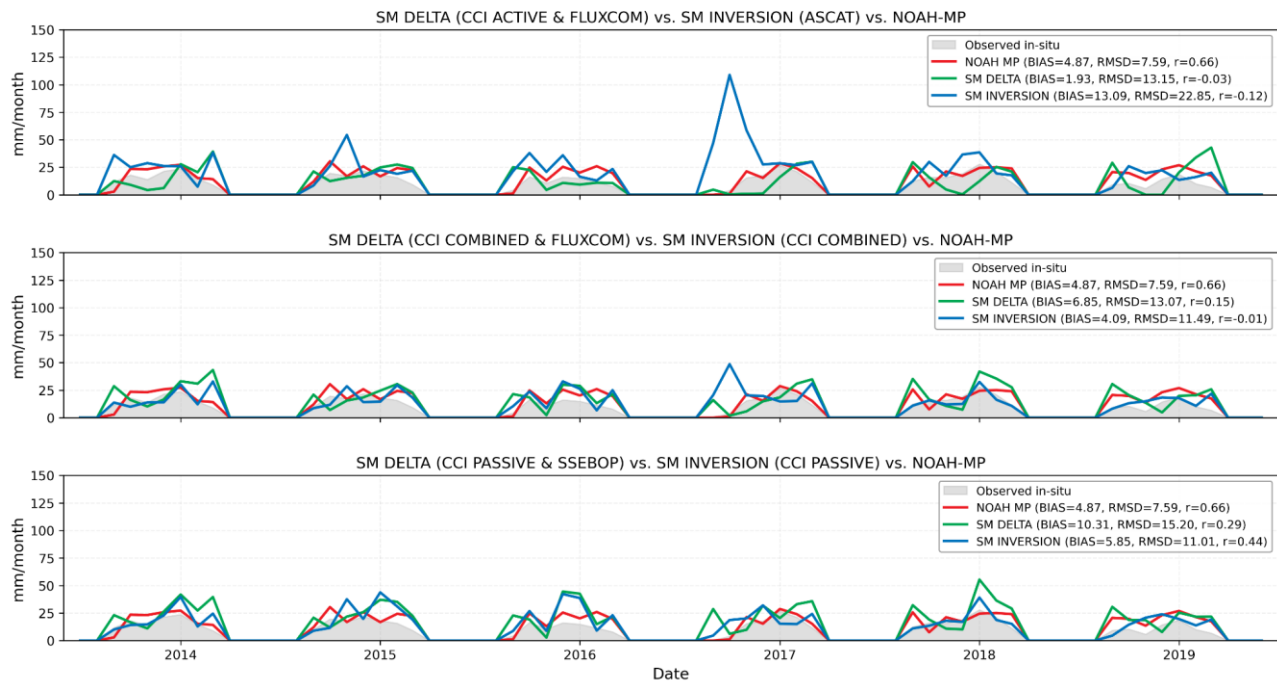 SM DELTA (CCI ACTIVE & FLUXCOM) vs. SM INVERSION (ASCAT) vs. NOAH-MP
150
125
100
75
50
25
0
mm/month
Observed in-situ
NOAH MP (BIAS=4.87, RMSD=7.59, r=0.66)
SM DELTA (BIAS=1.93, RMSD=13.15, r=-0.03)
SM INVERSION (BIAS=13.09, RMSD=22.85, r=-0.12)
SM DELTA (CCI COMBINED & FLUXCOM) vs. SM INVERSION (CCI COMBINED) vs. NOAH-MP
150
125
100
75
50
25
0
mm/month
Observed in-situ
NOAH MP (BIAS=4.87, RMSD=7.59, r=0.66)
SM DELTA (BIAS=6.85, RMSD=13.07, r=0.15)
SM INVERSION (BIAS=4.09, RMSD=11.49, r=-0.01)
SM DELTA (CCI PASSIVE & SSEBOP) vs. SM INVERSION (CCI PASSIVE) vs. NOAH-MP
150
125
100
75
50
25
0
mm/month
Observed in-situ
NOAH MP (BIAS=4.87, RMSD=7.59, r=0.66)
SM DELTA (BIAS=10.31, RMSD=15.20, r=0.29)
SM INVERSION (BIAS=5.85, RMSD=11.01, r=0.44)
2014 2015 2016 2017 2018 2019
Date